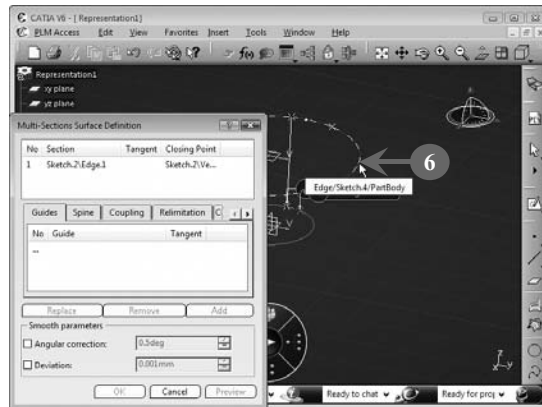 CATIA V6 - [ Representation1]
PLM Access Edit View Favorites Insert Tools Window Help
Representation1
xy plane
yz plane
Multi-Sections Surface Definition
No Section Tangent Closing Point
1 Sketch.2\Edge.1 Sketch.2\Ve...
6
Edge/Sketch.4/PartBody
Guides Spine Coupling Relimitation C
No Guide Tangent
...
Replace Remove Add
Smooth parameters
Angular correction: 0.5deg
Deviation: 0.001mm
OK Cancel Preview
Ready to chat Ready for proj
z
x y